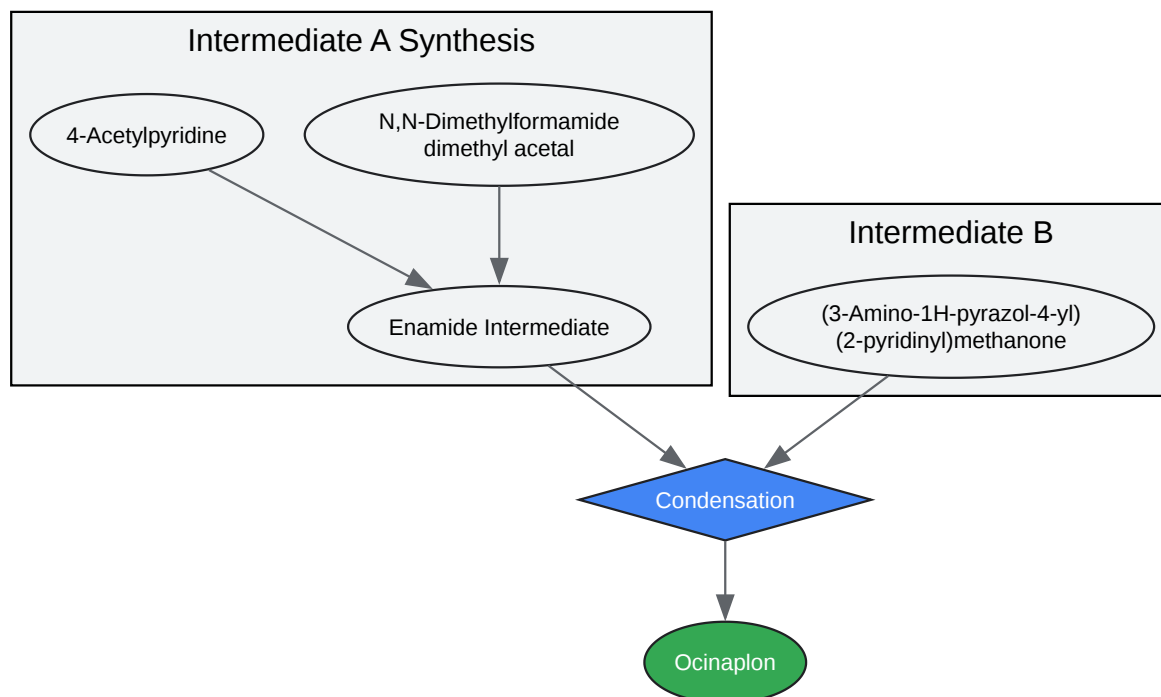 Intermediate A Synthesis
4-Acetylpyridine
N,N-Dimethylformamide
dimethyl acetal
Enamide Intermediate
Intermediate B
(3-Amino-1H-pyrazol-4-yl)
(2-pyridinyl)methanone
Condensation
Ocinaplon